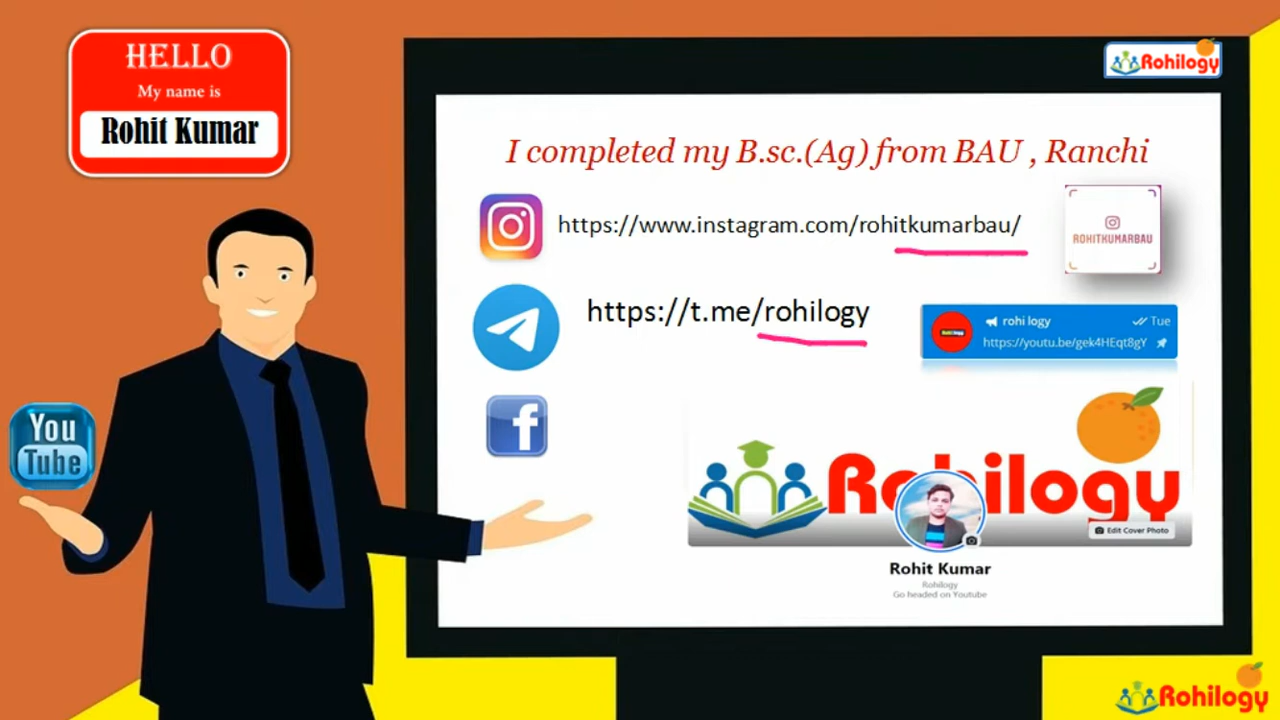 HELLO
My name is
Rohit Kumar
Rohilogy
I completed my B.sc.(Ag) from BAU , Ranchi
https://www.instagram.com/rohitkumarbau/
ROHITKUMARBAU
https://t.me/rohilogy
rohi logy
Tue
https://youtu.be/gek4HEqt8gY
f
You
Tube
Rohilogy
Edit Cover Photo
Rohit Kumar
Rohilogy
Go headed on Youtube
Rohilogy